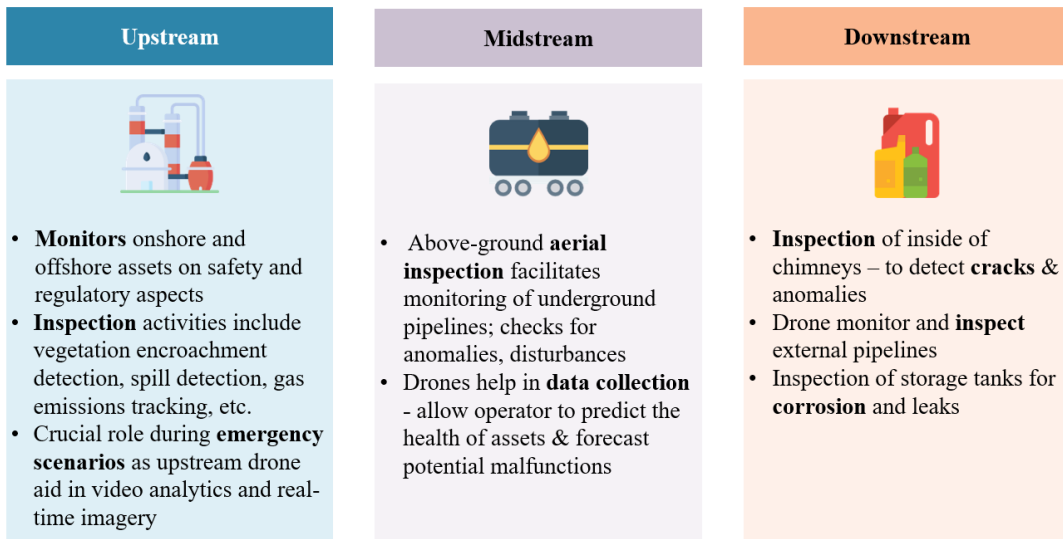 Upstream
Midstream
Downstream
• Monitors onshore and
offshore assets on safety and
regulatory aspects
• Inspection activities include
vegetation encroachment
detection, spill detection, gas
emissions tracking, etc.
• Crucial role during emergency
scenarios as upstream drone
aid in video analytics and real-
time imagery
• Above-ground aerial
inspection facilitates
monitoring of underground
pipelines; checks for
anomalies, disturbances
• Drones help in data collection
- allow operator to predict the
health of assets & forecast
potential malfunctions
• Inspection of inside of
chimneys – to detect cracks &
anomalies
• Drone monitor and inspect
external pipelines
• Inspection of storage tanks for
corrosion and leaks